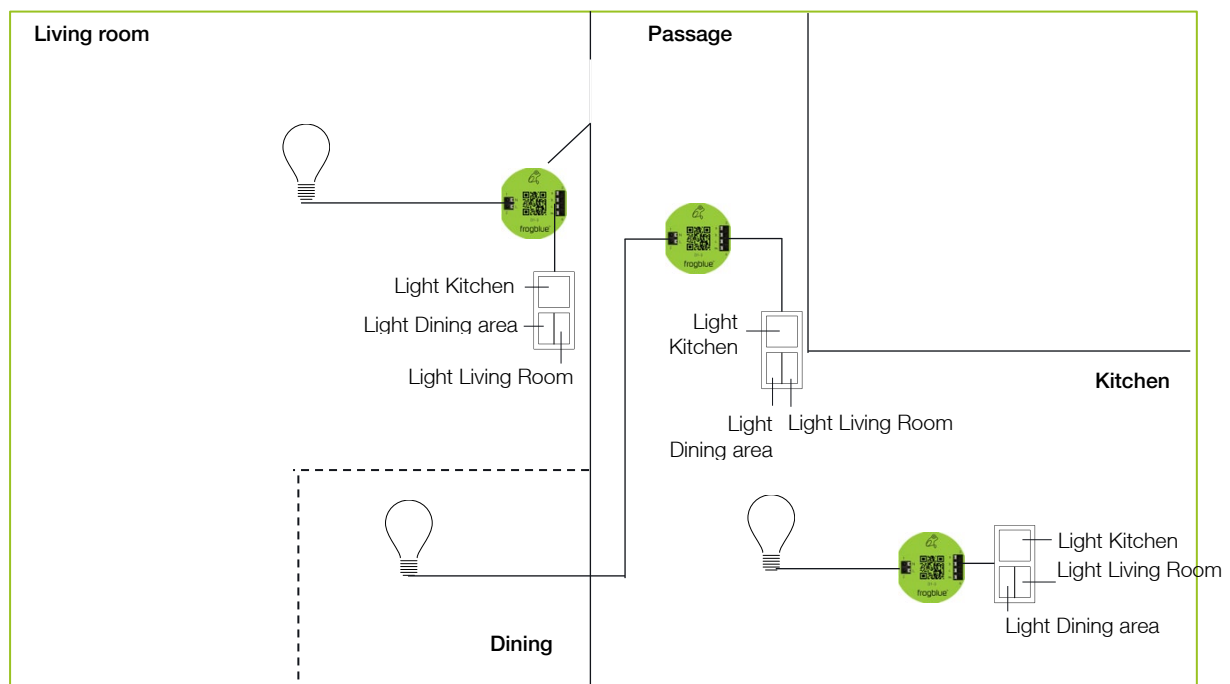 Living room
Passage
frogblue
Light Kitchen
Light Dining area
Light Living Room
frogblue
Light
Kitchen
Light
Dining area
Light Living Room
Kitchen
Dining
frogblue
Light Kitchen
Light Living Room
Light Dining area